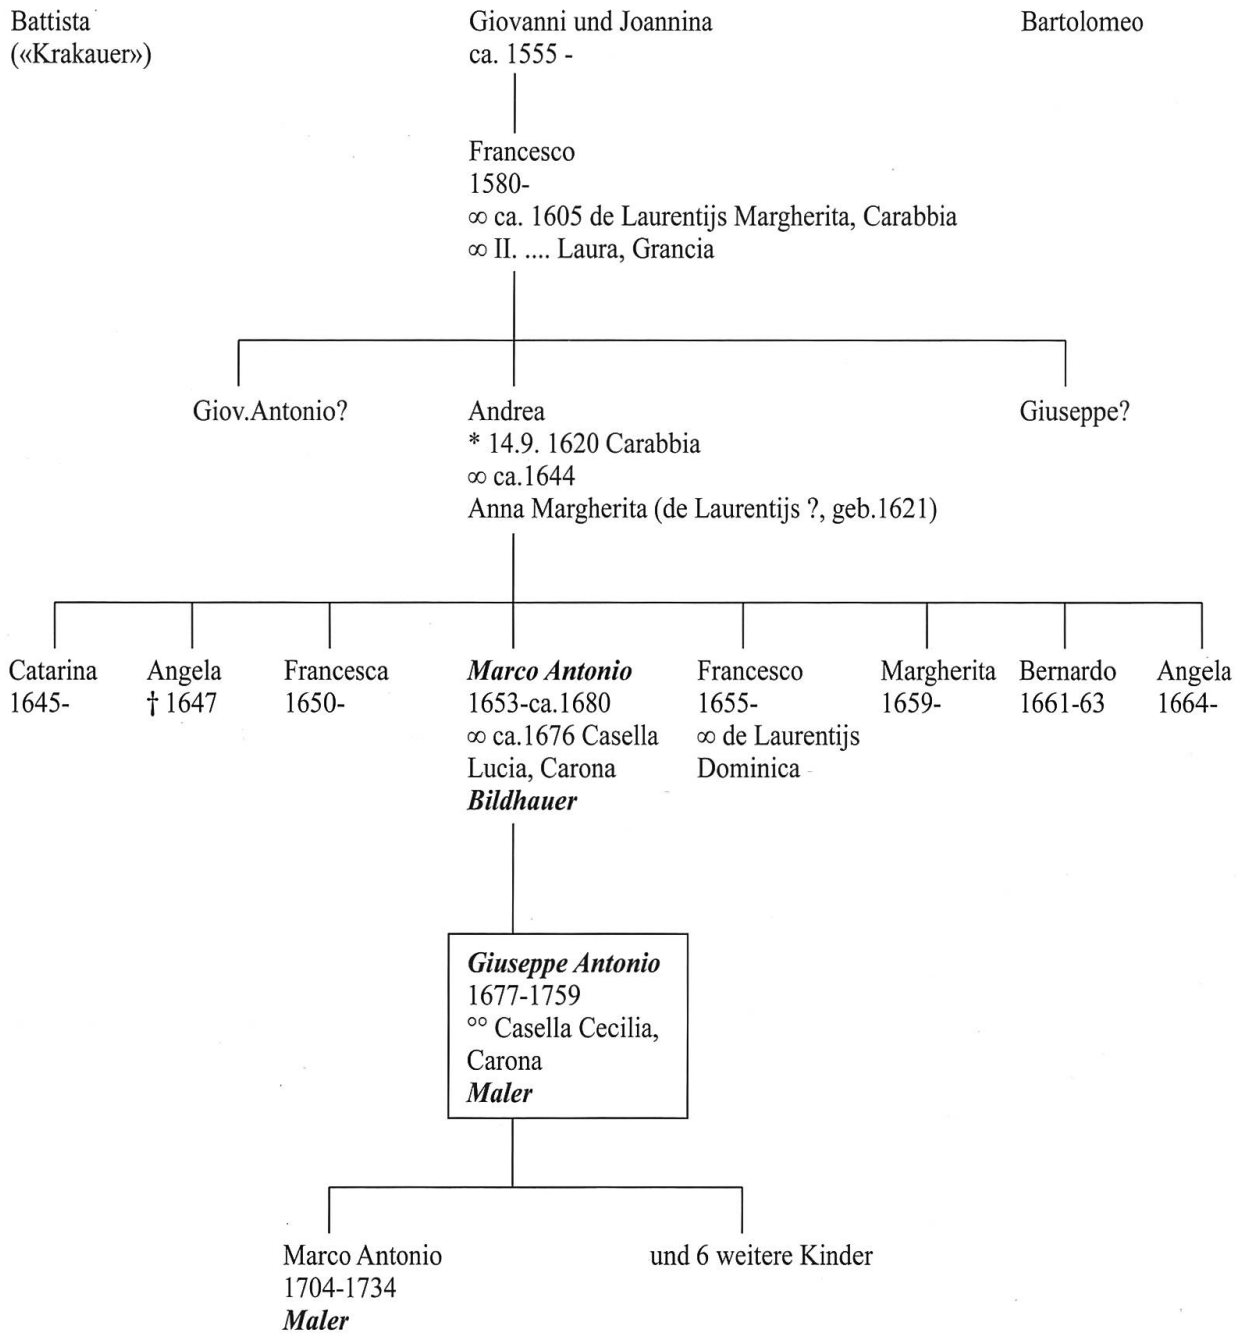 Battista
(«Krakauer»)
Giovanni und Joannina
ca. 1555 -
Bartolomeo
Francesco
1580-
∞ ca. 1605 de Laurentijs Margherita, Carabbia
∞ II. .... Laura, Grancia
Giov.Antonio?
Andrea
* 14.9. 1620 Carabbia
∞ ca.1644
Anna Margherita (de Laurentijs ?, geb.1621)
Giuseppe?
Catarina
1645-
Angela
† 1647
Francesca
1650-
Marco Antonio
1653-ca.1680
∞ ca.1676 Casella
Lucia, Carona
Bildhauer
Francesco
1655-
∞ de Laurentijs
Dominica
Margherita
1659-
Bernardo
1661-63
Angela
1664-
Giuseppe Antonio
1677-1759
°° Casella Cecilia,
Carona
Maler
Marco Antonio
1704-1734
Maler
und 6 weitere Kinder